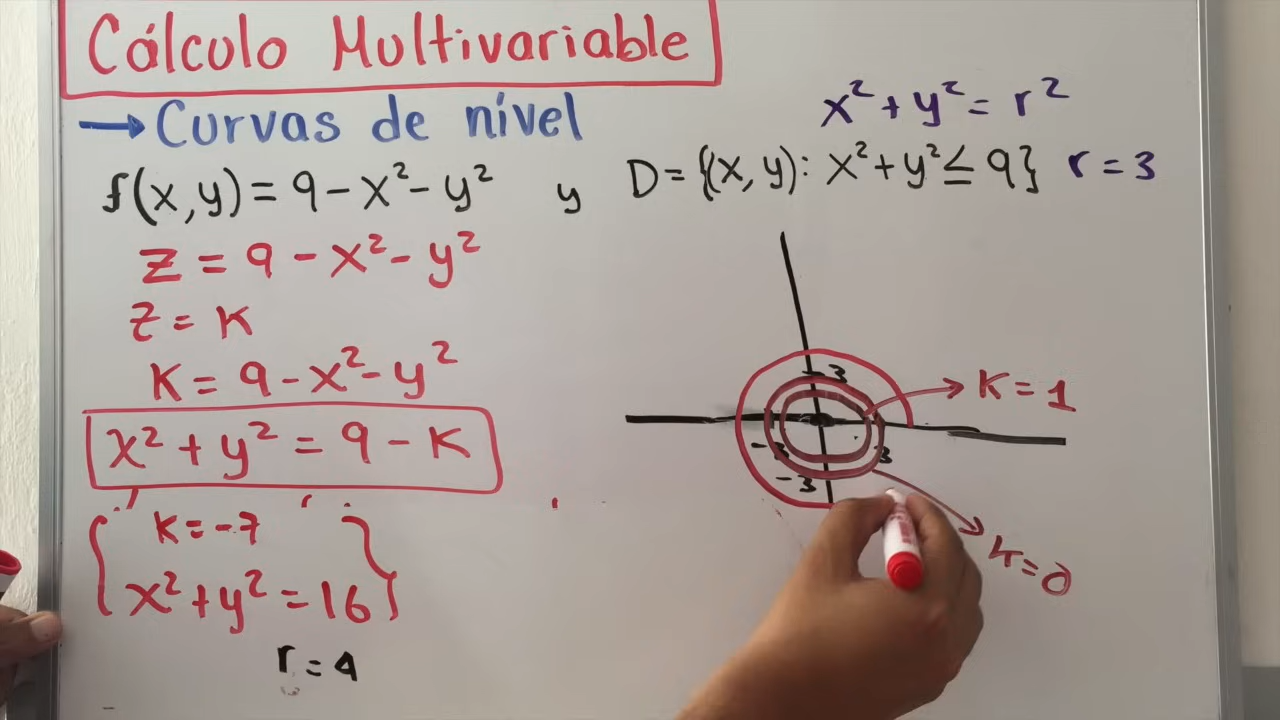 Cálculo Multivariable
→ Curvas de nível
x² + y² = r²
f(x,y) = 9 - x² - y² y D = {(x,y): x² + y² ≤ 9} r = 3
z = 9 - x² - y²
z = K
K = 9 - x² - y²
x² + y² = 9 - K
K = -7
x² + y² = 16
r = 4
3
K = 1
-3
3
-3
K = 0